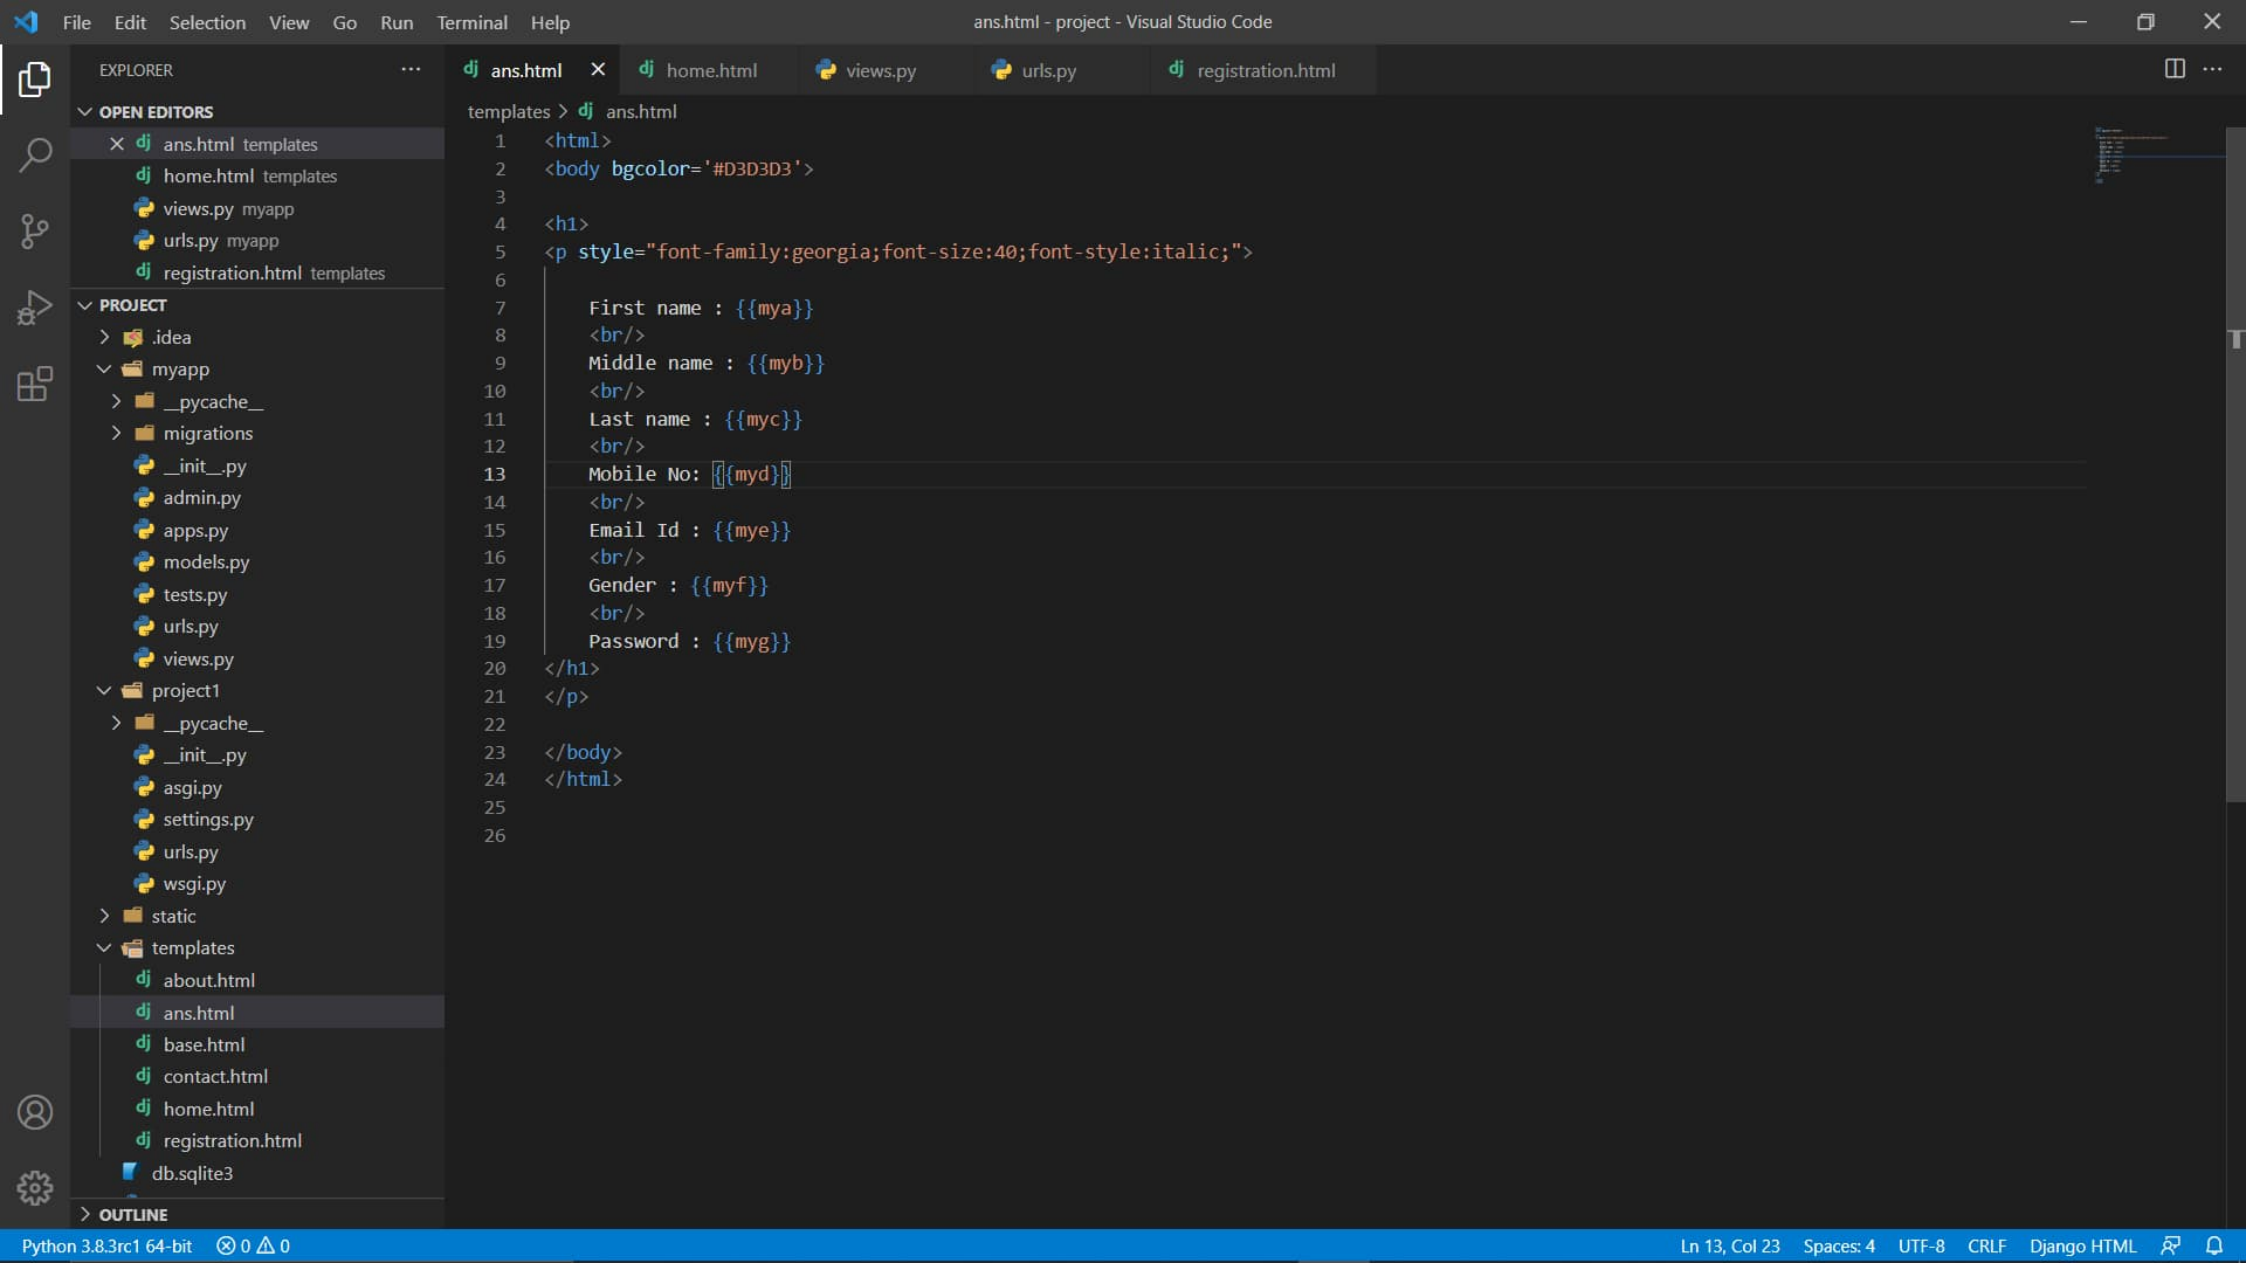 File Edit Selection View Go Run Terminal Help
ans.html - project - Visual Studio Code
EXPLORER
OPEN EDITORS
ans.html templates
home.html templates
views.py myapp
urls.py myapp
registration.html templates
PROJECT
.idea
myapp
__pycache__
migrations
__init__.py
admin.py
apps.py
models.py
tests.py
urls.py
views.py
project1
__pycache__
__init__.py
asgi.py
settings.py
urls.py
wsgi.py
static
templates
about.html
ans.html
base.html
contact.html
home.html
registration.html
db.sqlite3
OUTLINE
dj ans.html dj home.html views.py urls.py dj registration.html
templates > dj ans.html
1 <html>
2 <body bgcolor='#D3D3D3'>
3
4 <h1>
5 <p style="font-family:georgia;font-size:40;font-style:italic;">
6
7 First name : {{mya}}
8 <br/>
9 Middle name : {{myb}}
10 <br/>
11 Last name : {{myc}}
12 <br/>
13 Mobile No: {{myd}}
14 <br/>
15 Email Id : {{mye}}
16 <br/>
17 Gender : {{myf}}
18 <br/>
19 Password : {{myg}}
20 </h1>
21 </p>
22
23 </body>
24 </html>
25
26
Python 3.8.3rc1 64-bit 0 0 Ln 13, Col 23 Spaces: 4 UTF-8 CRLF Django HTML